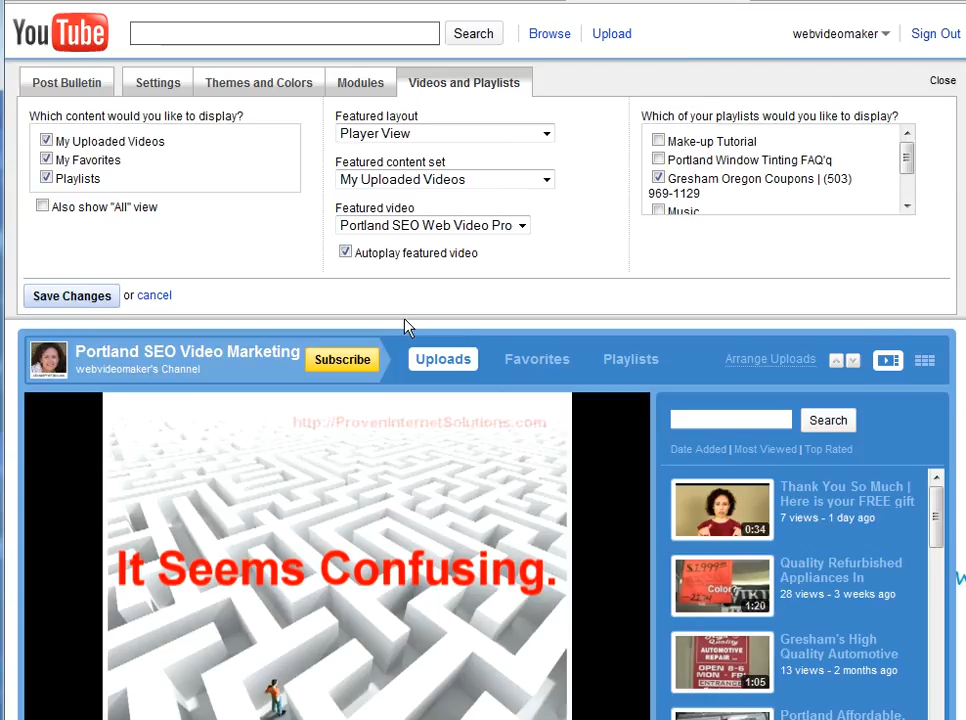 You Tube
Search
Browse
Upload
webvideomaker
Sign Out
Post Bulletin
Settings
Themes and Colors
Modules
Videos and Playlists
Close
Which content would you like to display?
My Uploaded Videos
My Favorites
Playlists
Also show "All" view
Featured layout
Player View
Featured content set
My Uploaded Videos
Featured video
Portland SEO Web Video Pro
Autoplay featured video
Which of your playlists would you like to display?
Make-up Tutorial
Portland Window Tinting FAQ'q
Gresham Oregon Coupons | (503)
969-1129
Music
Save Changes or cancel
Portland SEO Video Marketing
webvideomaker's Channel
Subscribe
Uploads
Favorites
Playlists
Arrange Uploads
http://ProvenInternetSolutions.com
It Seems Confusing.
Search
Date Added | Most Viewed | Top Rated
Thank You So Much |
Here is your FREE gift
7 views - 1 day ago
0:34
Quality Refurbished
Appliances In
28 views - 3 weeks ago
$1,999
Color
1:20
Gresham's High
Quality Automotive
13 views - 2 months ago
AUTOMOTIVE
REPAIR
OPEN 8-6
ENTRANCE
1:05
Portland Affordable,